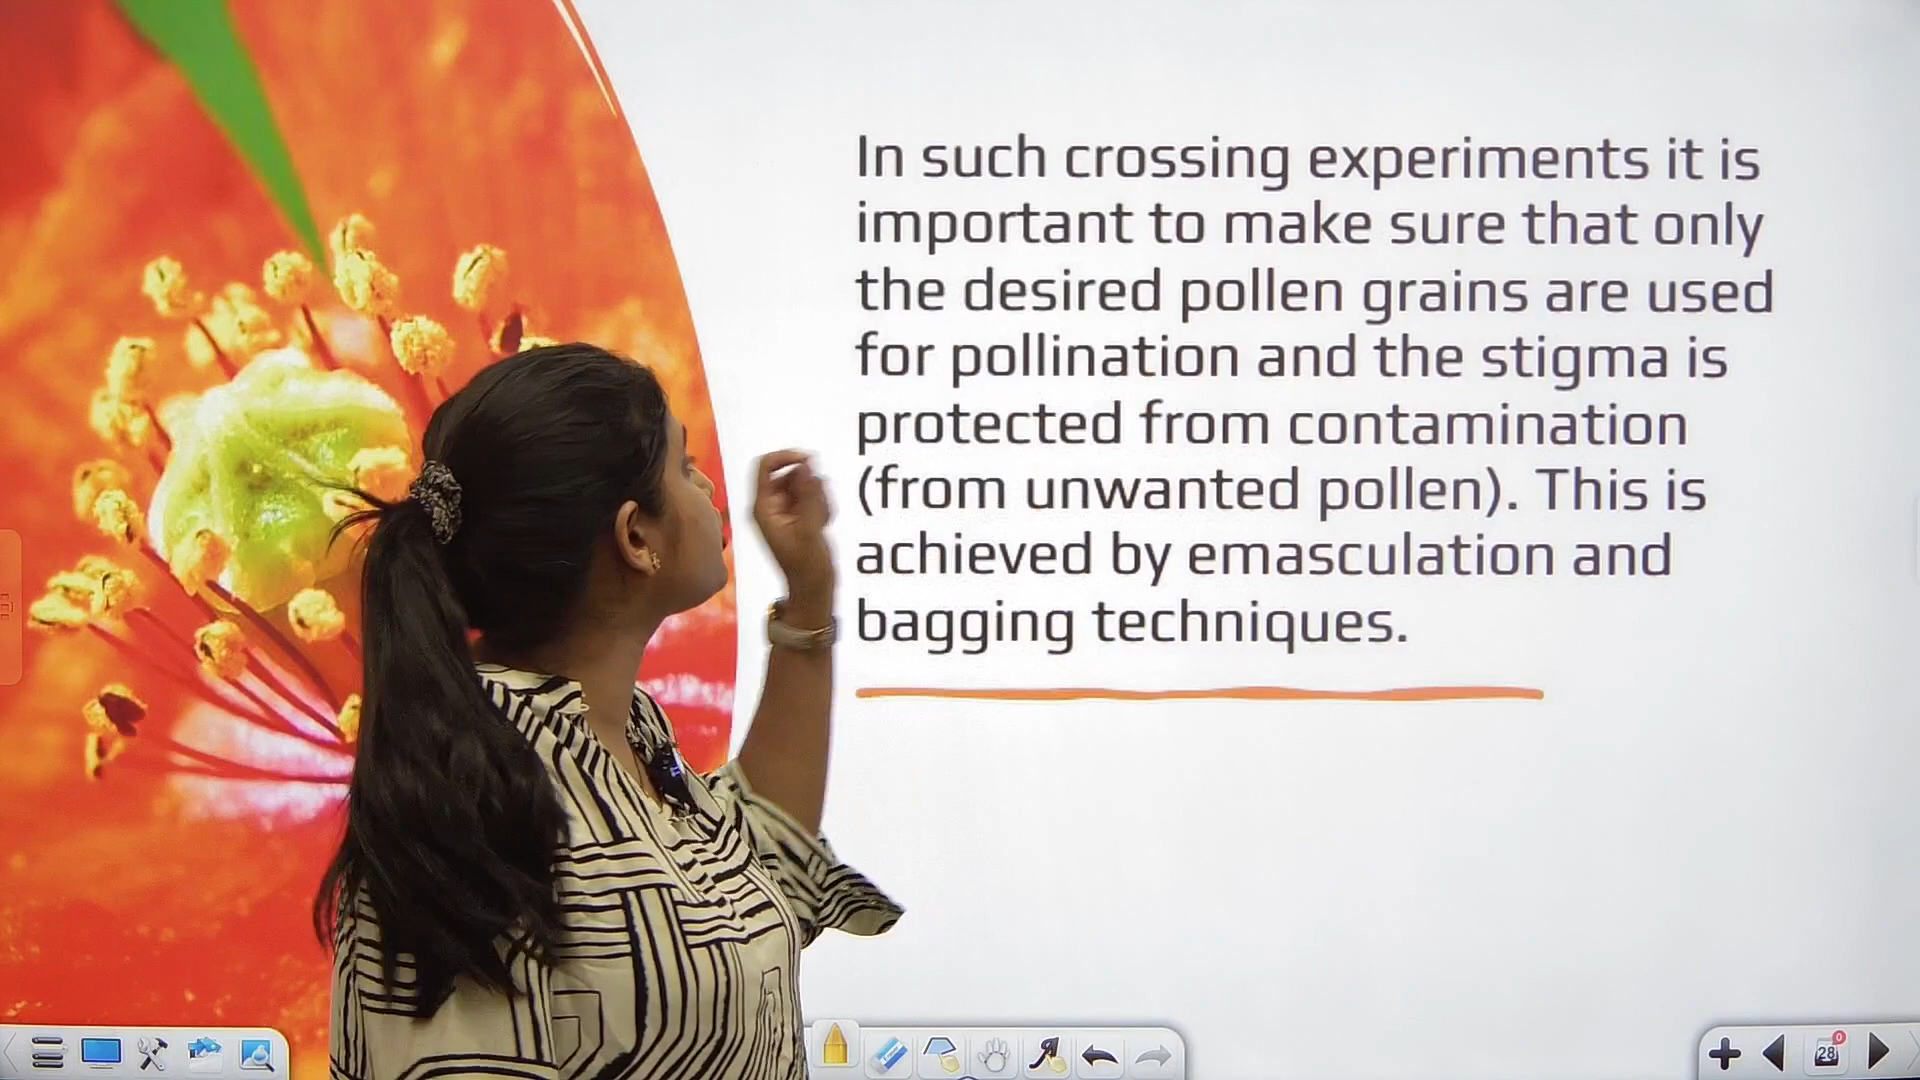 In such crossing experiments it is
important to make sure that only
the desired pollen grains are used
for pollination and the stigma is
protected from contamination
(from unwanted pollen). This is
achieved by emasculation and
bagging techniques.
28
0